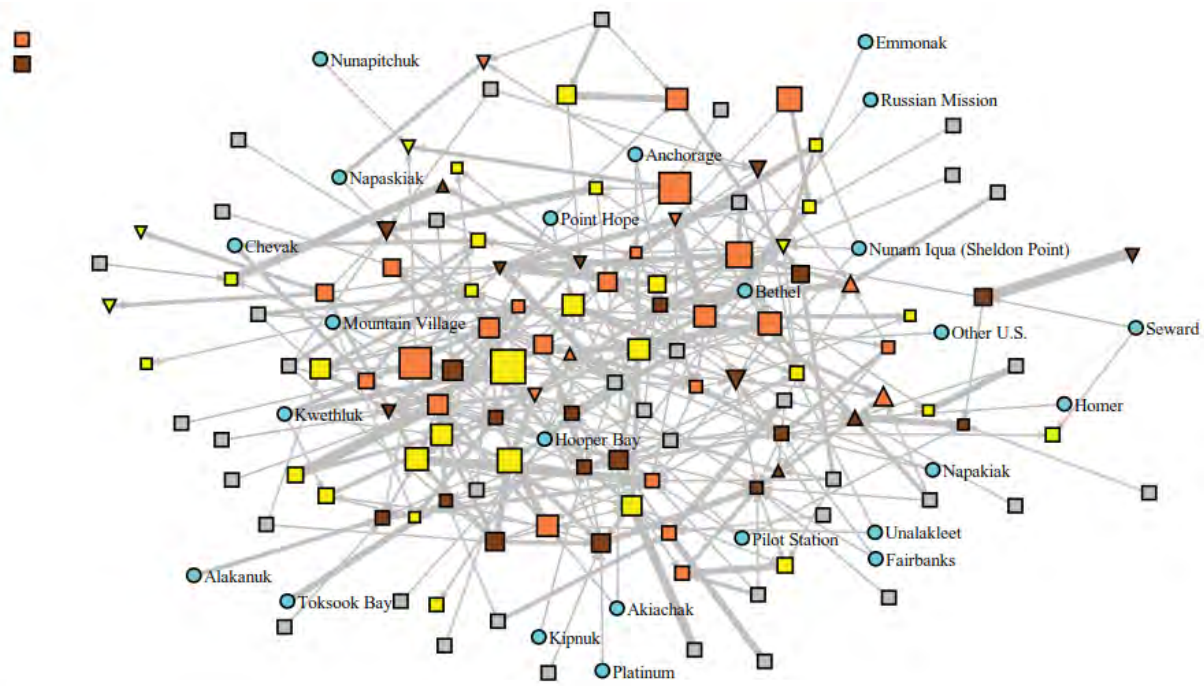 Emmonak
Nunapitchuk
Russian Mission
Anchorage
Napaskiak
Point Hope
Chevak
Nunam Iqua (Sheldon Point)
Bethel
Mountain Village
Other U.S.
Seward
Kwethluk
Homer
Hooper Bay
Napakiak
Pilot Station
Unalakleet
Fairbanks
Alakanuk
Toksook Bay
Akiachak
Kipnuk
Platinum